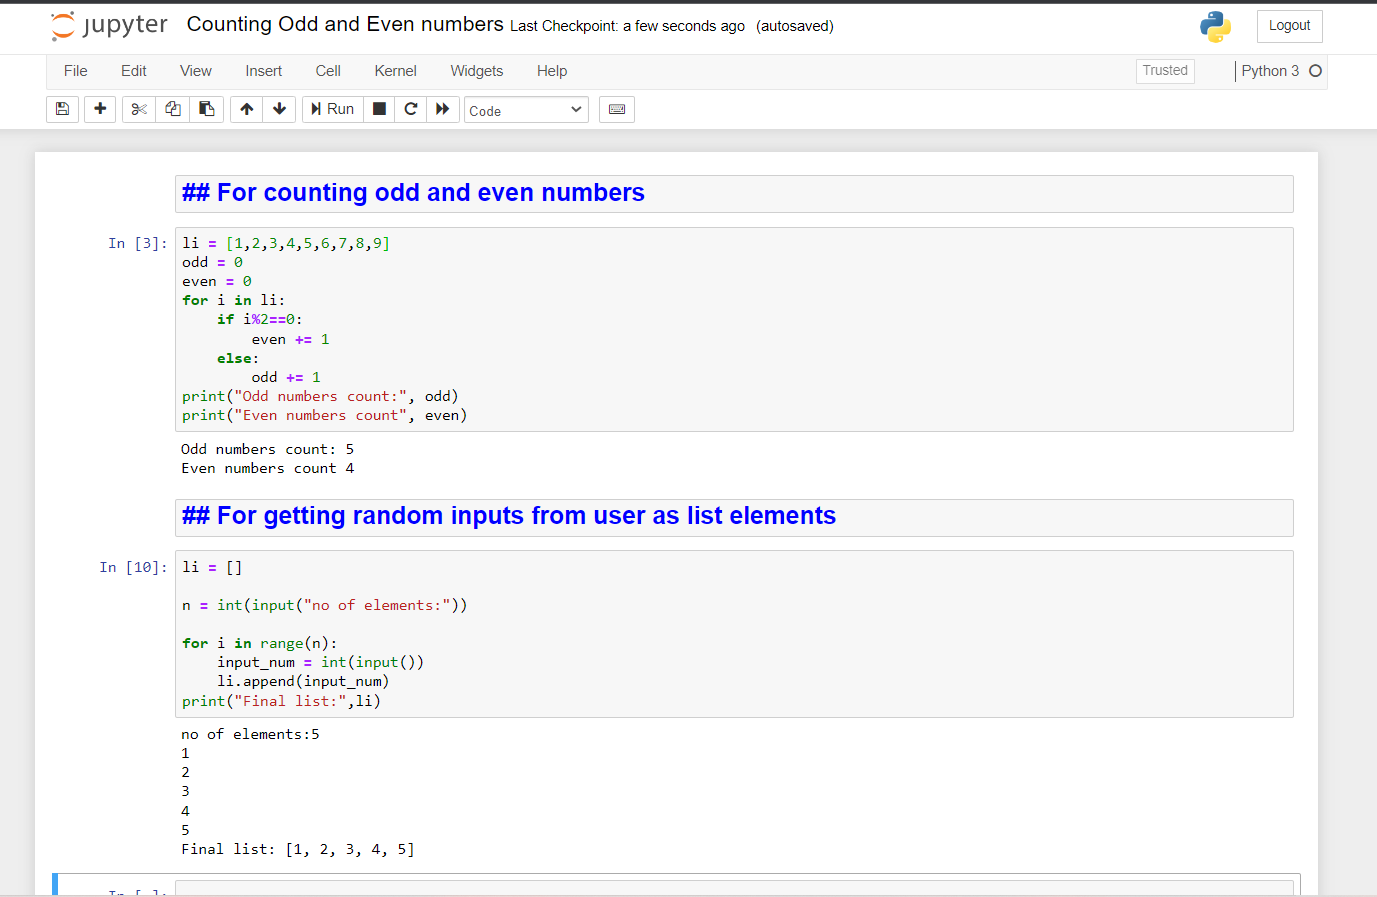 jupyter Counting Odd and Even numbers Last Checkpoint: a few seconds ago (autosaved) Logout
File Edit View Insert Cell Kernel Widgets Help Trusted Python 3
Run Code
## For counting odd and even numbers
In [3]: li = [1,2,3,4,5,6,7,8,9]
odd = 0
even = 0
for i in li:
    if i%2==0:
        even += 1
    else:
        odd += 1
print("Odd numbers count:", odd)
print("Even numbers count", even)
Odd numbers count: 5
Even numbers count 4
## For getting random inputs from user as list elements
In [10]: li = []
n = int(input("no of elements:"))
for i in range(n):
    input_num = int(input())
    li.append(input_num)
print("Final list:",li)
no of elements:5
1
2
3
4
5
Final list: [1, 2, 3, 4, 5]
In [ ]: